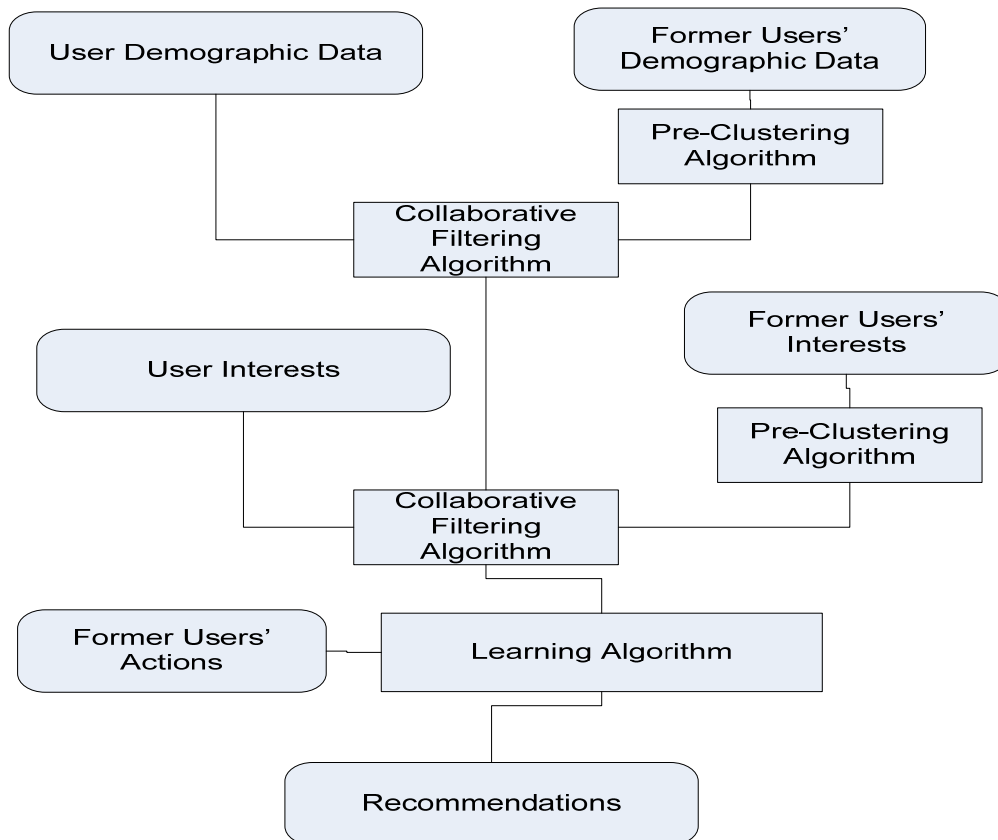 User Demographic Data
Former Users'
Demographic Data
Pre-Clustering
Algorithm
Collaborative
Filtering
Algorithm
Former Users'
Interests
User Interests
Pre-Clustering
Algorithm
Collaborative
Filtering
Algorithm
Former Users'
Actions
Learning Algorithm
Recommendations